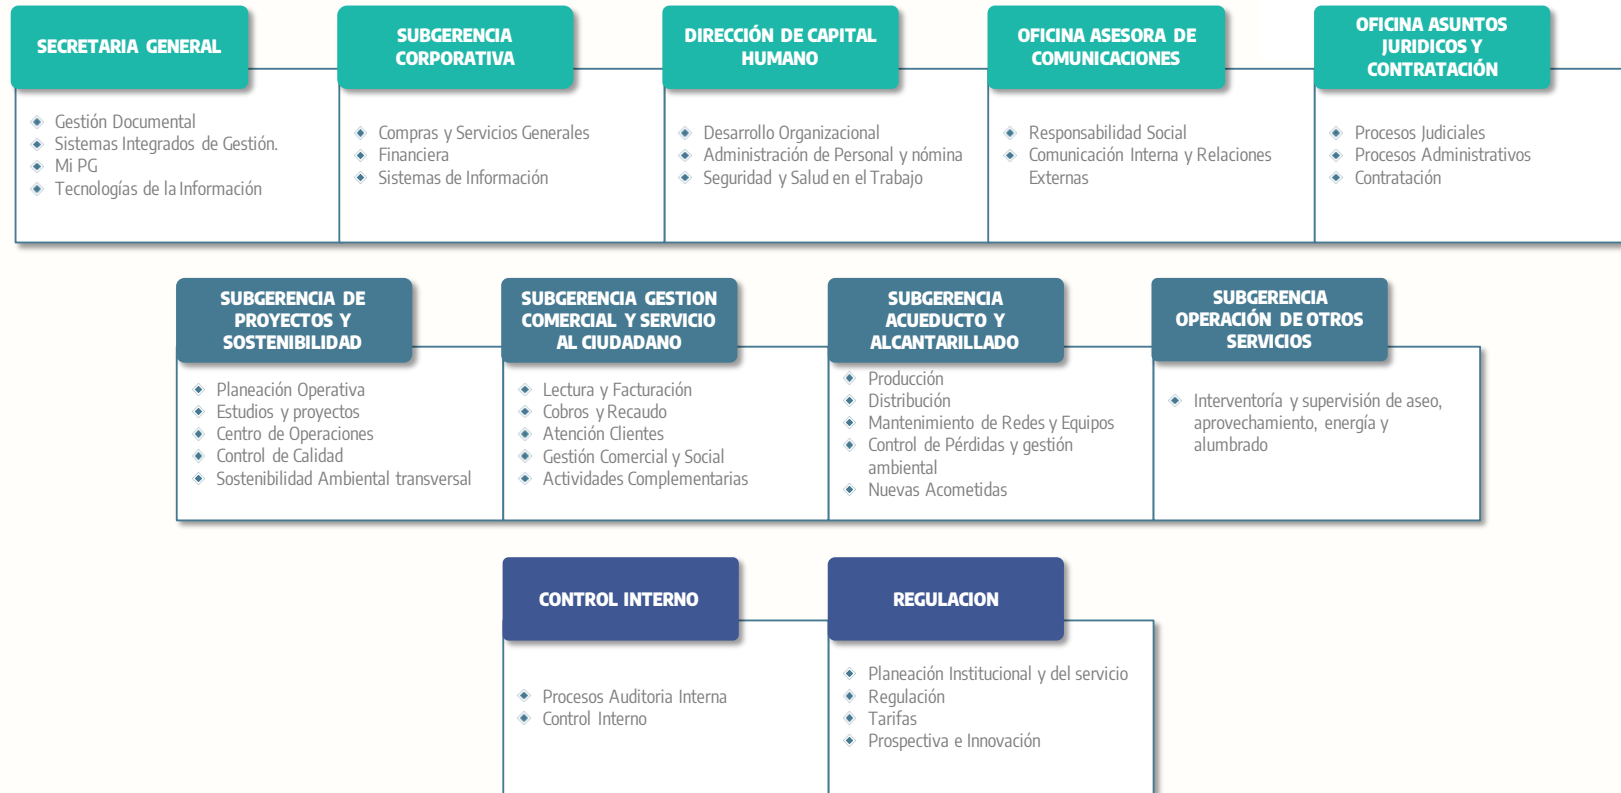 SECRETARIA GENERAL
Gestión Documental
Sistemas Integrados de Gestión.
Mi PG
Tecnologías de la Información
SUBGERENCIA
CORPORATIVA
Compras y Servicios Generales
Financiera
Sistemas de Información
DIRECCIÓN DE CAPITAL
HUMANO
Desarrollo Organizacional
Administración de Personal y nómina
Seguridad y Salud en el Trabajo
OFICINA ASESORA DE
COMUNICACIONES
Responsabilidad Social
Comunicación Interna y Relaciones
Externas
OFICINA ASUNTOS
JURIDICOS Y
CONTRATACIÓN
Procesos Judiciales
Procesos Administrativos
Contratación
SUBGERENCIA DE
PROYECTOS Y
SOSTENIBILIDAD
Planeación Operativa
Estudios y proyectos
Centro de Operaciones
Control de Calidad
Sostenibilidad Ambiental transversal
SUBGERENCIA GESTION
COMERCIAL Y SERVICIO
AL CIUDADANO
Lectura y Facturación
Cobros y Recaudo
Atención Clientes
Gestión Comercial y Social
Actividades Complementarias
SUBGERENCIA
ACUEDUCTO Y
ALCANTARILLADO
Producción
Distribución
Mantenimiento de Redes y Equipos
Control de Pérdidas y gestión
ambiental
Nuevas Acometidas
SUBGERENCIA
OPERACIÓN DE OTROS
SERVICIOS
Interventoría y supervisión de aseo,
aprovechamiento, energía y
alumbrado
CONTROL INTERNO
Procesos Auditoria Interna
Control Interno
REGULACION
Planeación Institucional y del servicio
Regulación
Tarifas
Prospectiva e Innovación